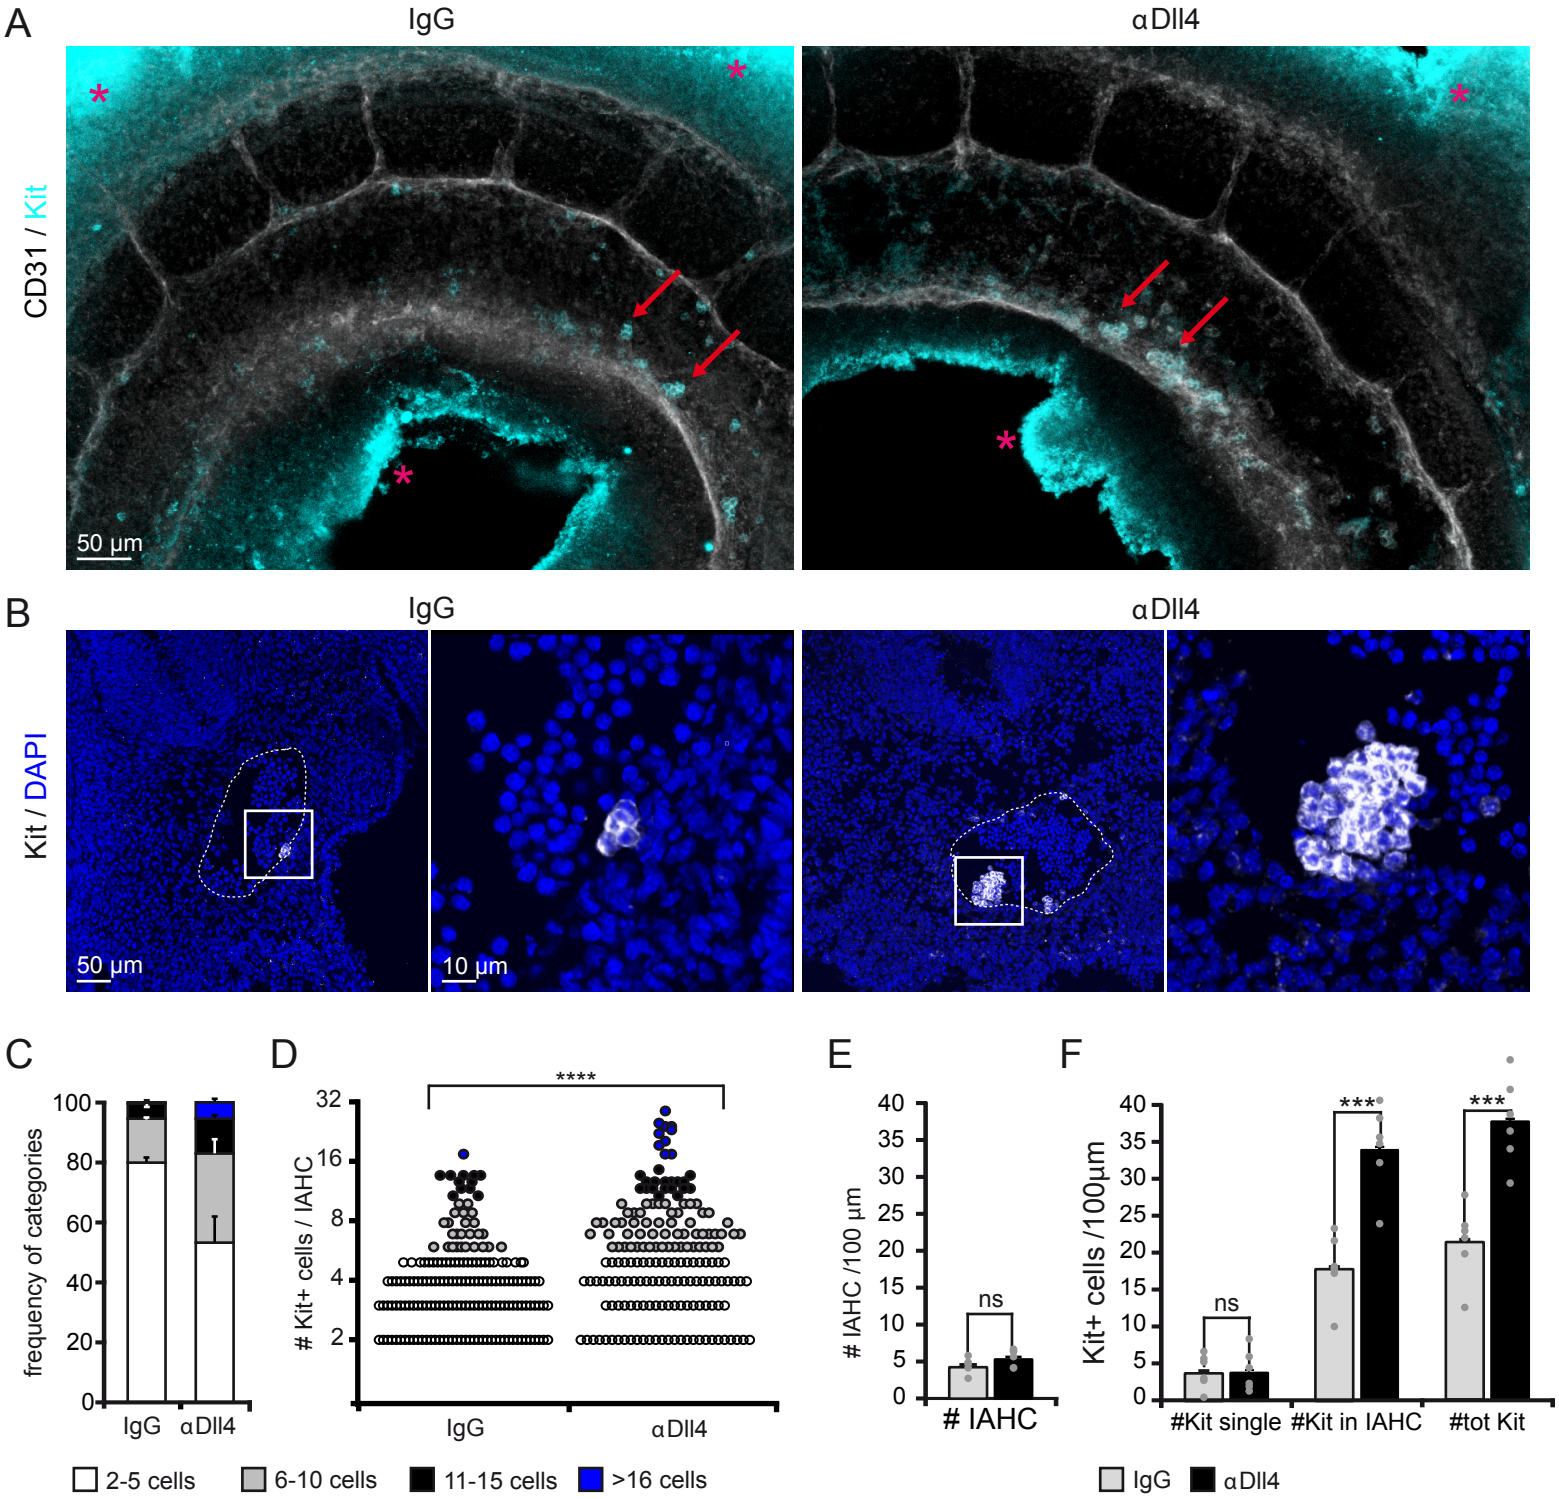 A
IgG
αDll4
CD31 / Kit
*
*
*
*
*
50 µm
B
IgG
αDll4
Kit / DAPI
50 µm
10 µm
C
frequency of categories
100
80
60
40
20
0
IgG
αDll4
D
# Kit+ cells / IAHC
32
16
8
4
2
****
IgG
αDll4
E
# IAHC /100 µm
40
35
30
25
20
15
10
5
0
ns
# IAHC
F
Kit+ cells /100µm
40
35
30
25
20
15
10
5
0
ns
***
***
#Kit single
#Kit in IAHC
#tot Kit
2-5 cells
6-10 cells
11-15 cells
>16 cells
IgG
αDll4